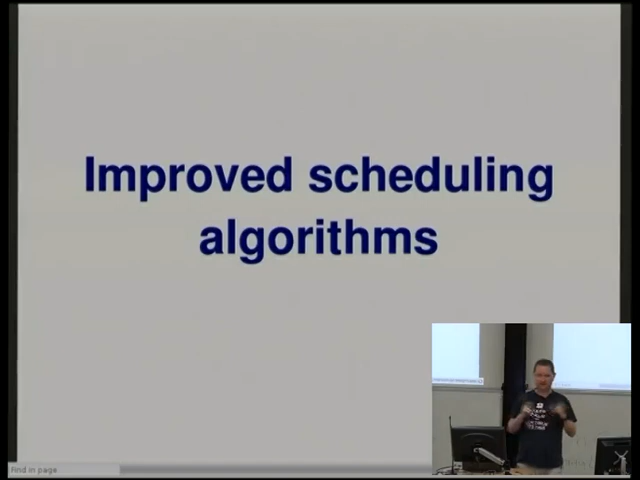 Improved scheduling
algorithms
Find in page